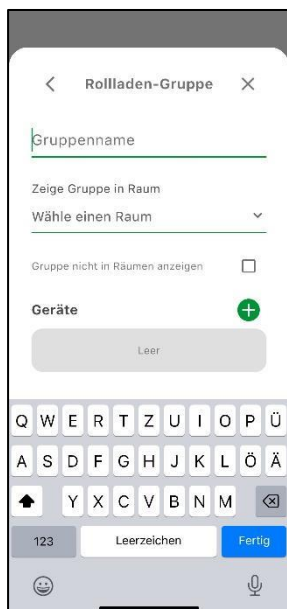 Rollladen-Gruppe
Gruppenname
Zeige Gruppe in Raum
Wähle einen Raum
Gruppe nicht in Räumen anzeigen
Geräte
Leer
Q W E R T Z U I O P Ü
A S D F G H J K L Ö Ä
Y X C V B N M
123 Leerzeichen Fertig